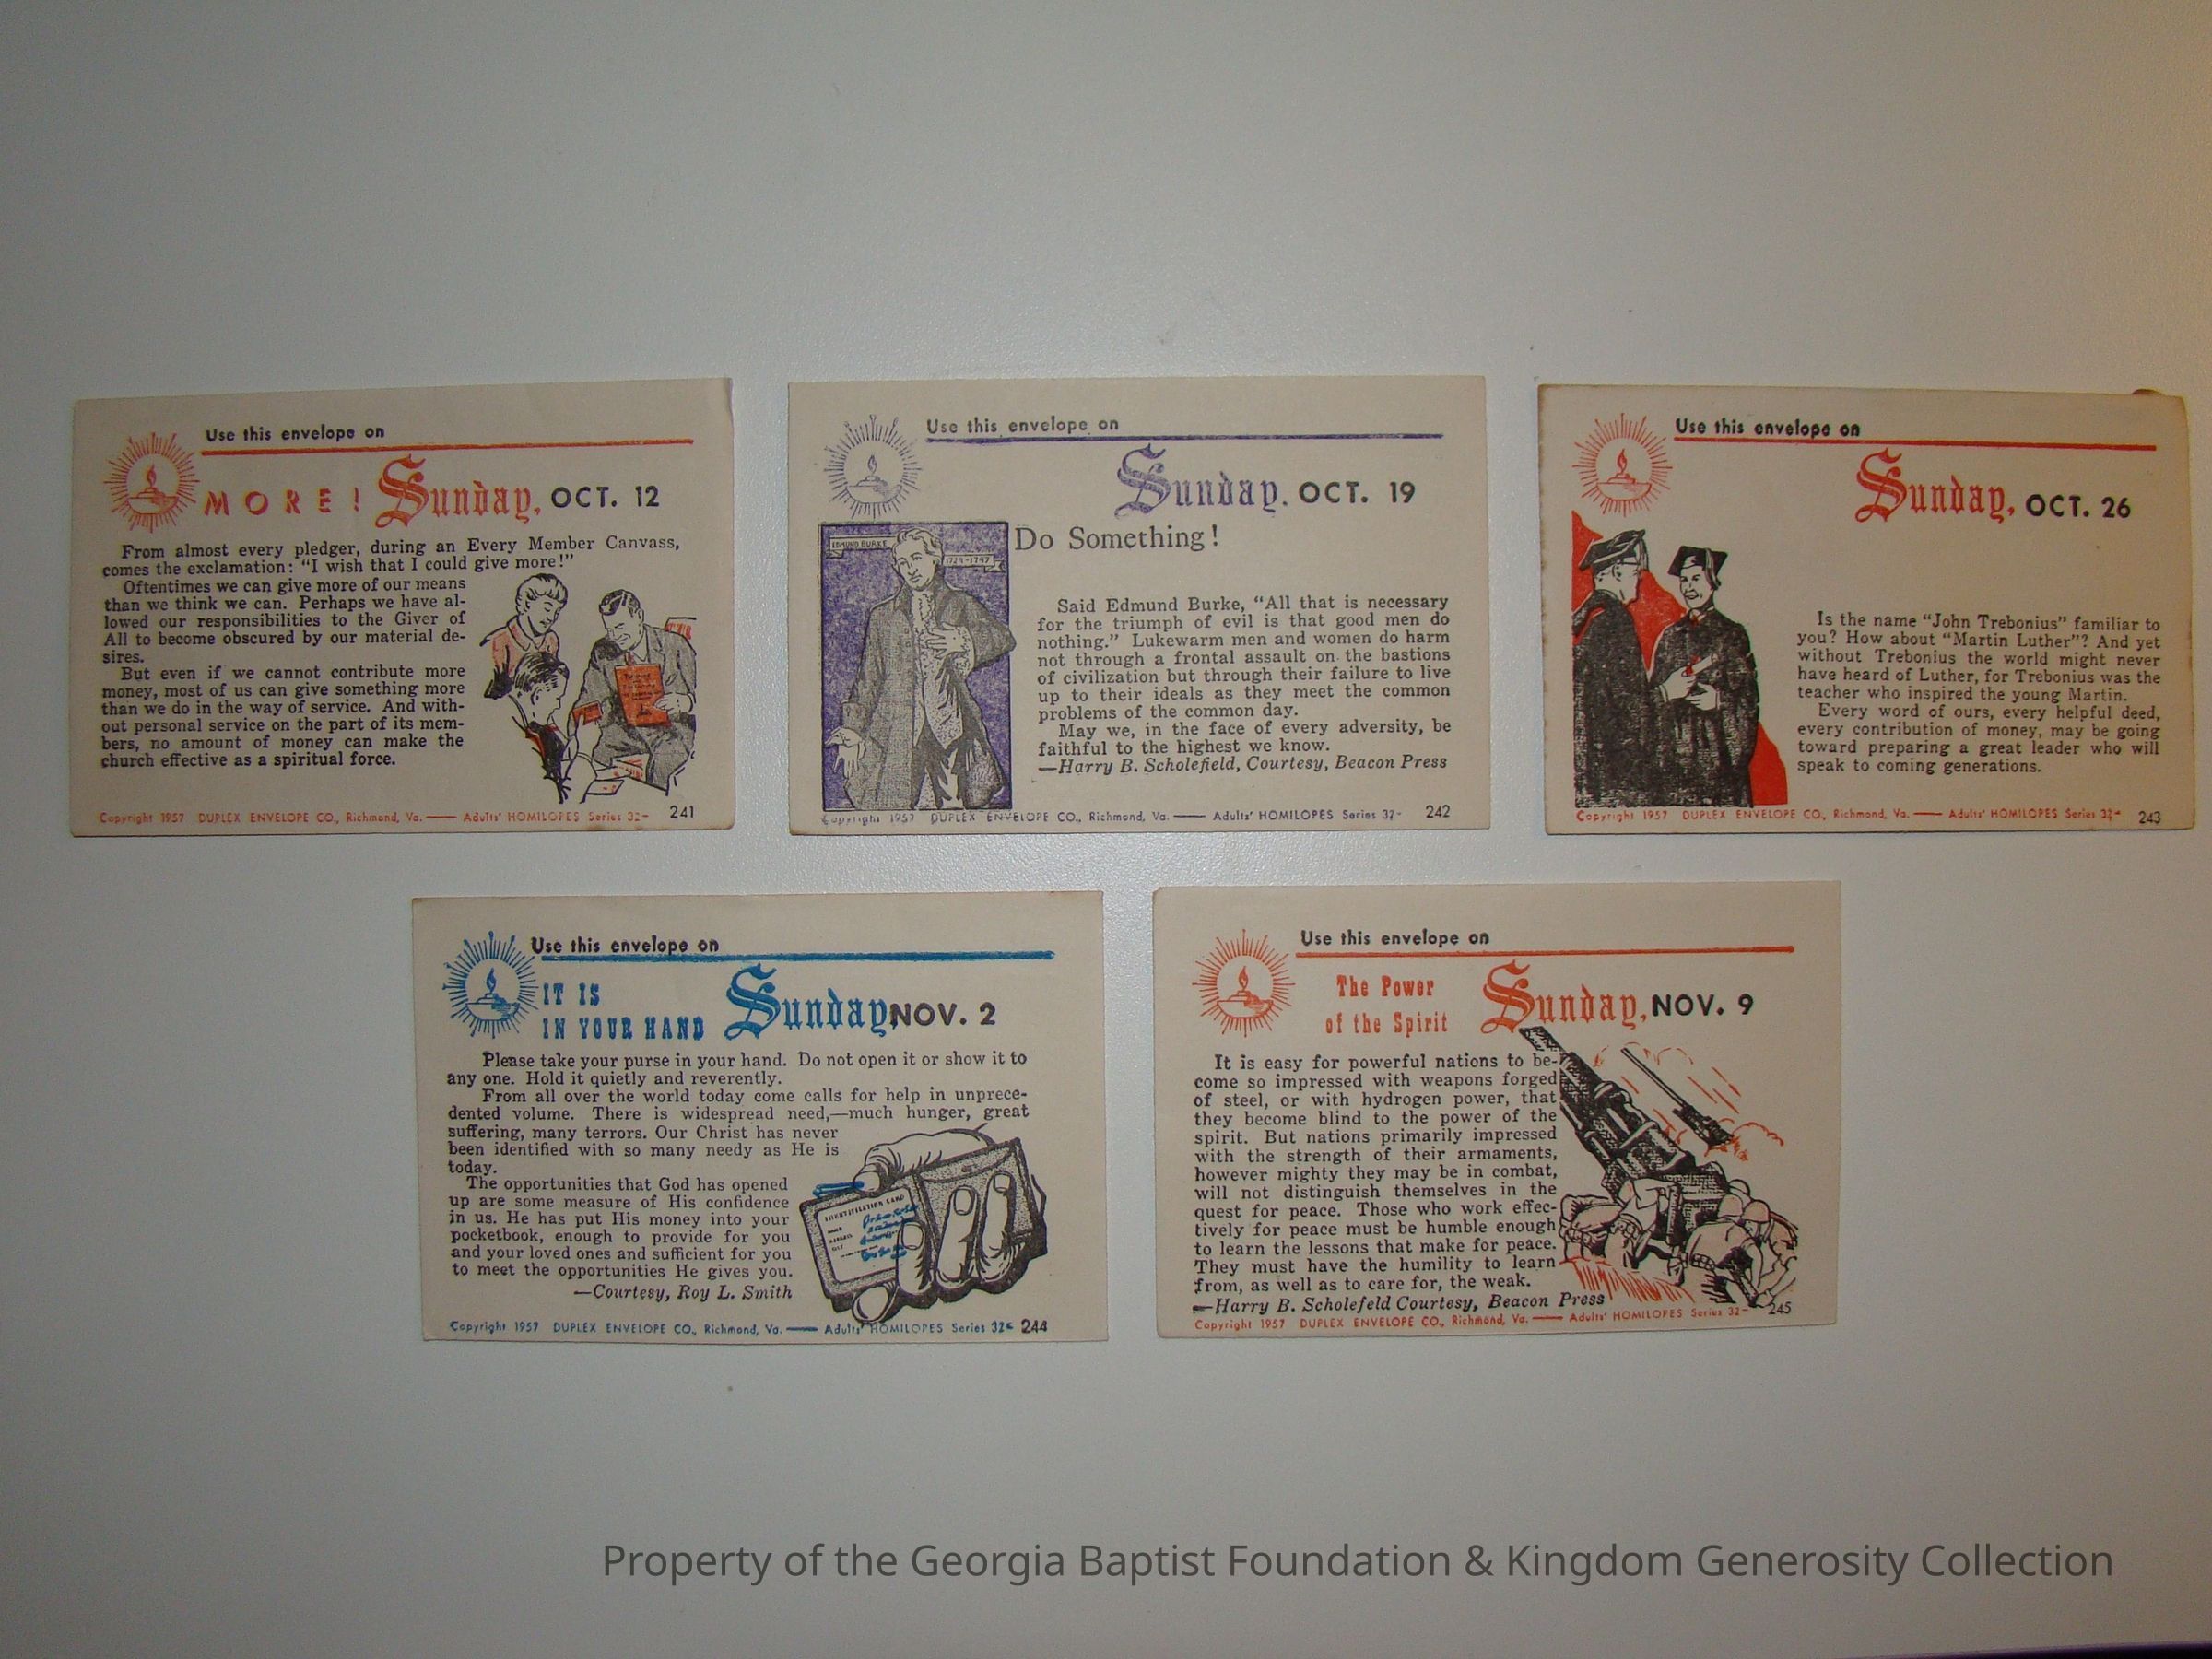 Use this envelope on
MORE! Sunday, OCT. 12
From almost every pledger, during an Every Member Canvass,
comes the exclamation: "I wish that I could give more!"
Oftentimes we can give more of our means
than we think we can. Perhaps we have al-
lowed our responsibilities to the Giver of
All to become obscured by our material de-
sires.
But even if we cannot contribute more
money, most of us can give something more
than we do in the way of service. And with-
out personal service on the part of its mem-
bers, no amount of money can make the
church effective as a spiritual force.
Copyright 1957 DUPLEX ENVELOPE CO., Richmond, Va. — Adults' HOMILOPES Series 32- 241
Use this envelope on
Sunday, OCT. 19
EDMUND BURKE
1729-1797
Do Something!
Said Edmund Burke, "All that is necessary
for the triumph of evil is that good men do
nothing." Lukewarm men and women do harm
not through a frontal assault on the bastions
of civilization but through their failure to live
up to their ideals as they meet the common
problems of the common day.
May we, in the face of every adversity, be
faithful to the highest we know.
—Harry B. Scholefield, Courtesy, Beacon Press
Copyright 1957 DUPLEX ENVELOPE CO., Richmond, Va. — Adults' HOMILOPES Series 32- 242
Use this envelope on
Sunday, OCT. 26
Is the name "John Trebonius" familiar to
you? How about "Martin Luther"? And yet
without Trebonius the world might never
have heard of Luther, for Trebonius was the
teacher who inspired the young Martin.
Every word of ours, every helpful deed,
every contribution of money, may be going
toward preparing a great leader who will
speak to coming generations.
Copyright 1957 DUPLEX ENVELOPE CO., Richmond, Va. — Adults' HOMILOPES Series 32- 243
Use this envelope on
IT IS
IN YOUR HAND Sunday, NOV. 2
Please take your purse in your hand. Do not open it or show it to
any one. Hold it quietly and reverently.
From all over the world today come calls for help in unprece-
dented volume. There is widespread need,—much hunger, great
suffering, many terrors. Our Christ has never
been identified with so many needy as He is
today.
The opportunities that God has opened
up are some measure of His confidence
in us. He has put His money into your
pocketbook, enough to provide for you
and your loved ones and sufficient for you
to meet the opportunities He gives you.
—Courtesy, Roy L. Smith
IDENTIFICATION CARD
Copyright 1957 DUPLEX ENVELOPE CO., Richmond, Va. — Adults' HOMILOPES Series 32- 244
Use this envelope on
The Power
of the Spirit Sunday, NOV. 9
It is easy for powerful nations to be-
come so impressed with weapons forged
of steel, or with hydrogen power, that
they become blind to the power of the
spirit. But nations primarily impressed
with the strength of their armaments,
however mighty they may be in combat,
will not distinguish themselves in the
quest for peace. Those who work effec-
tively for peace must be humble enough
to learn the lessons that make for peace.
They must have the humility to learn
from, as well as to care for, the weak.
—Harry B. Scholefeld Courtesy, Beacon Press
Copyright 1957 DUPLEX ENVELOPE CO., Richmond, Va. — Adults' HOMILOPES Series 32- 245
Property of the Georgia Baptist Foundation & Kingdom Generosity Collection